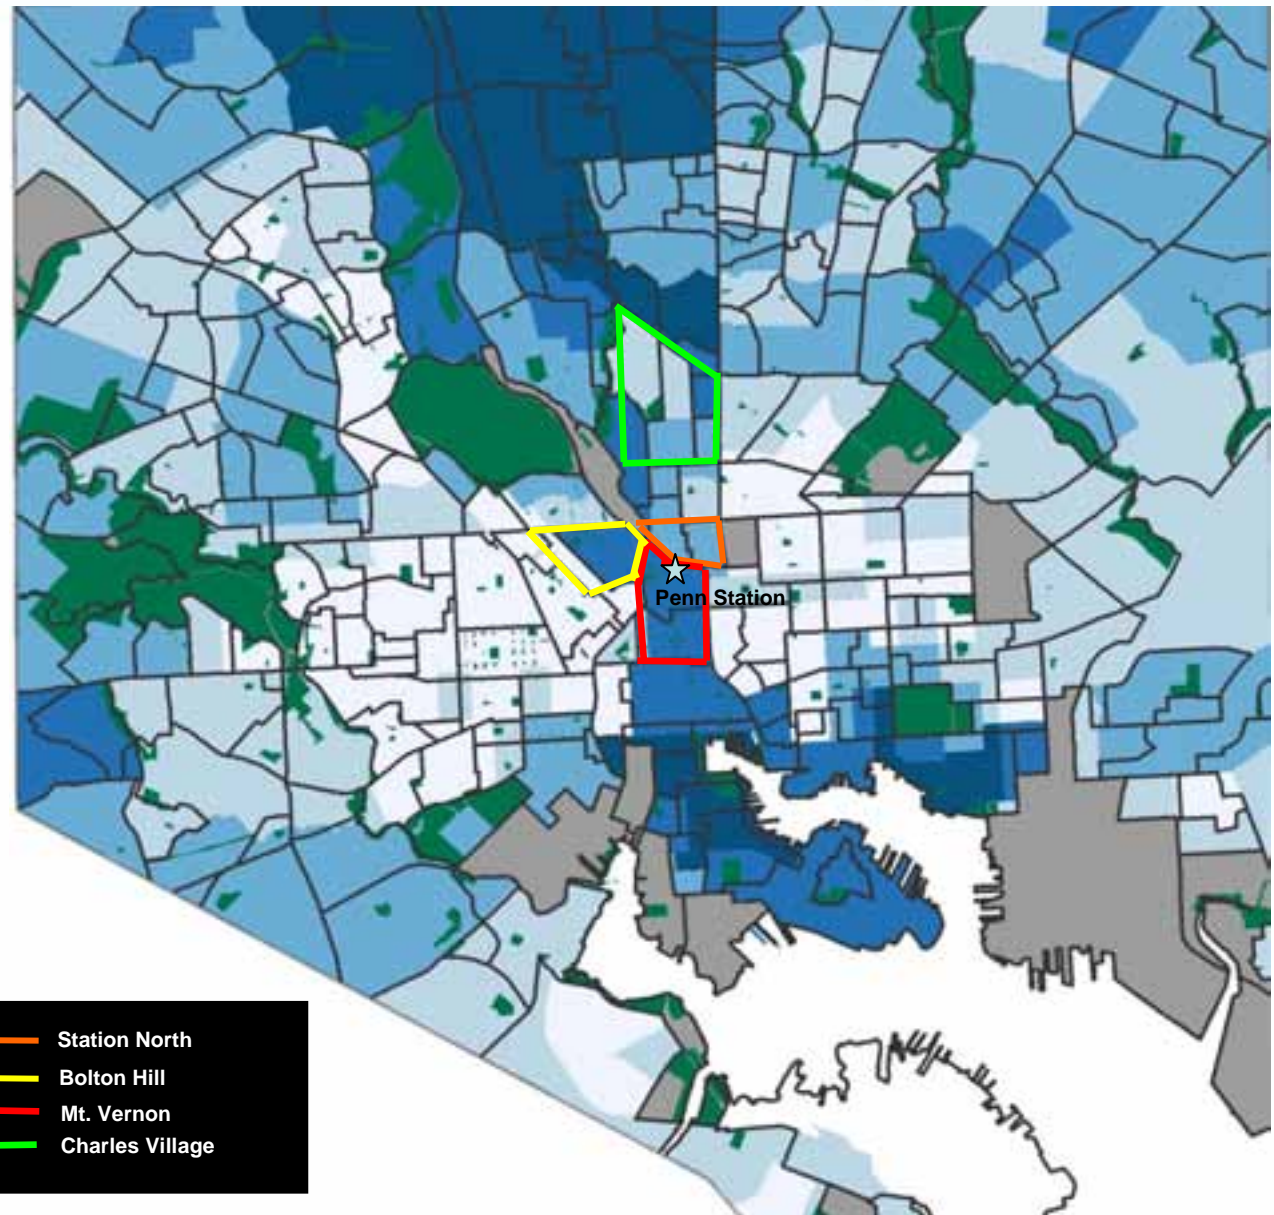 Penn Station
Station North
Bolton Hill
Mt. Vernon
Charles Village